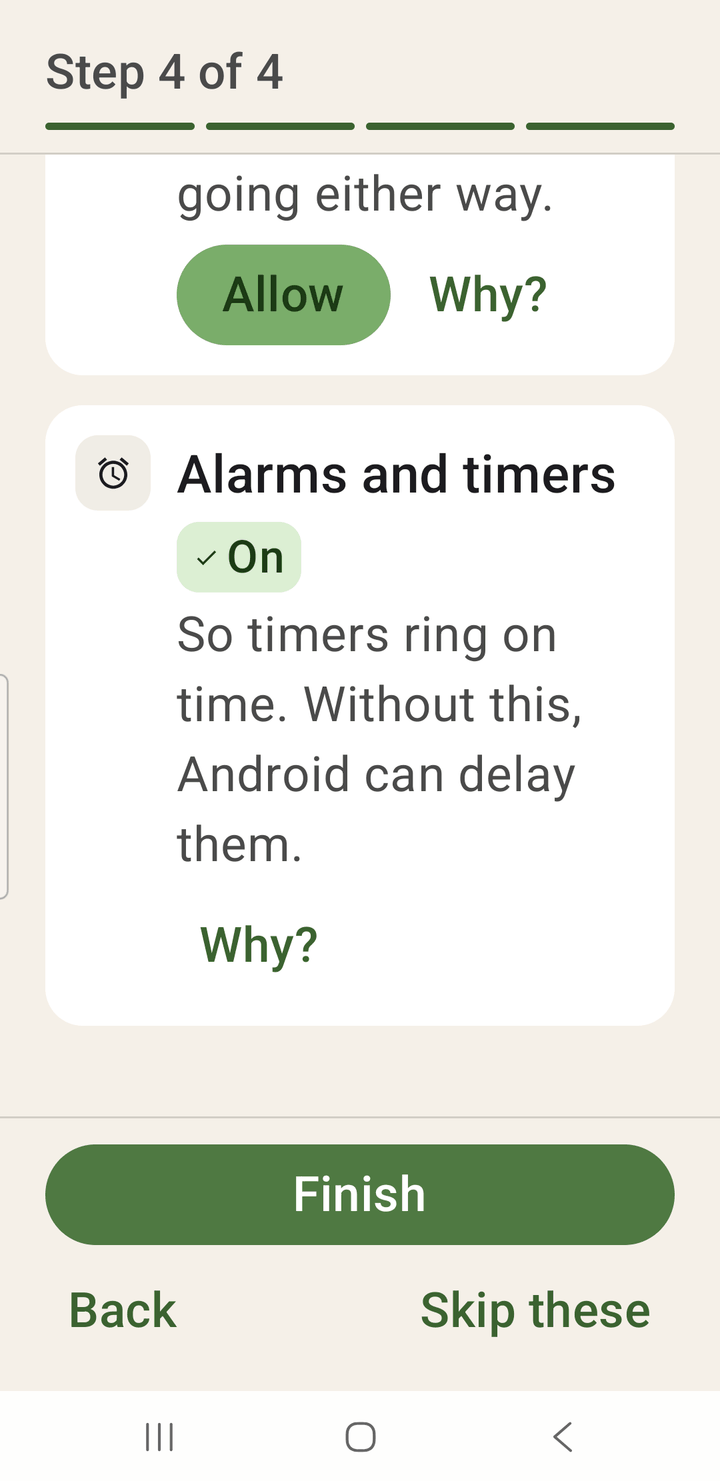 Step 4 of 4
going either way.
Allow Why?
Alarms and timers
On
So timers ring on
time. Without this,
Android can delay
them.
Why?
Finish
Back Skip these